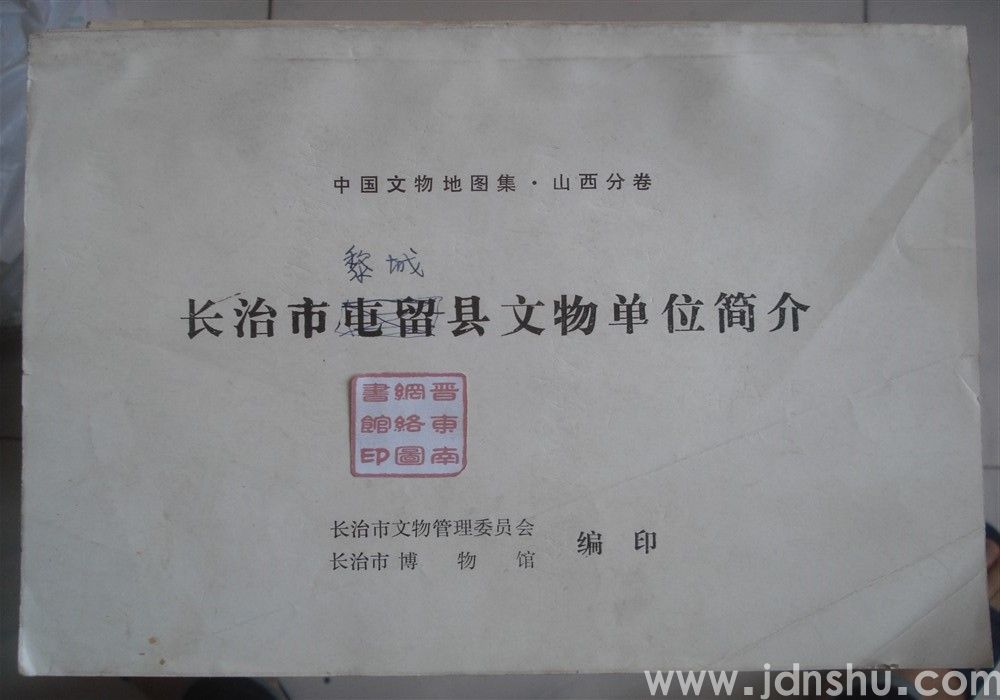 中国文物地图集·山西分卷
黎城
长治市屯留县文物单位简介
晋東南
網絡圖
書館印
长治市文物管理委员会
长治市博物馆
编印
www.jdnshu.com